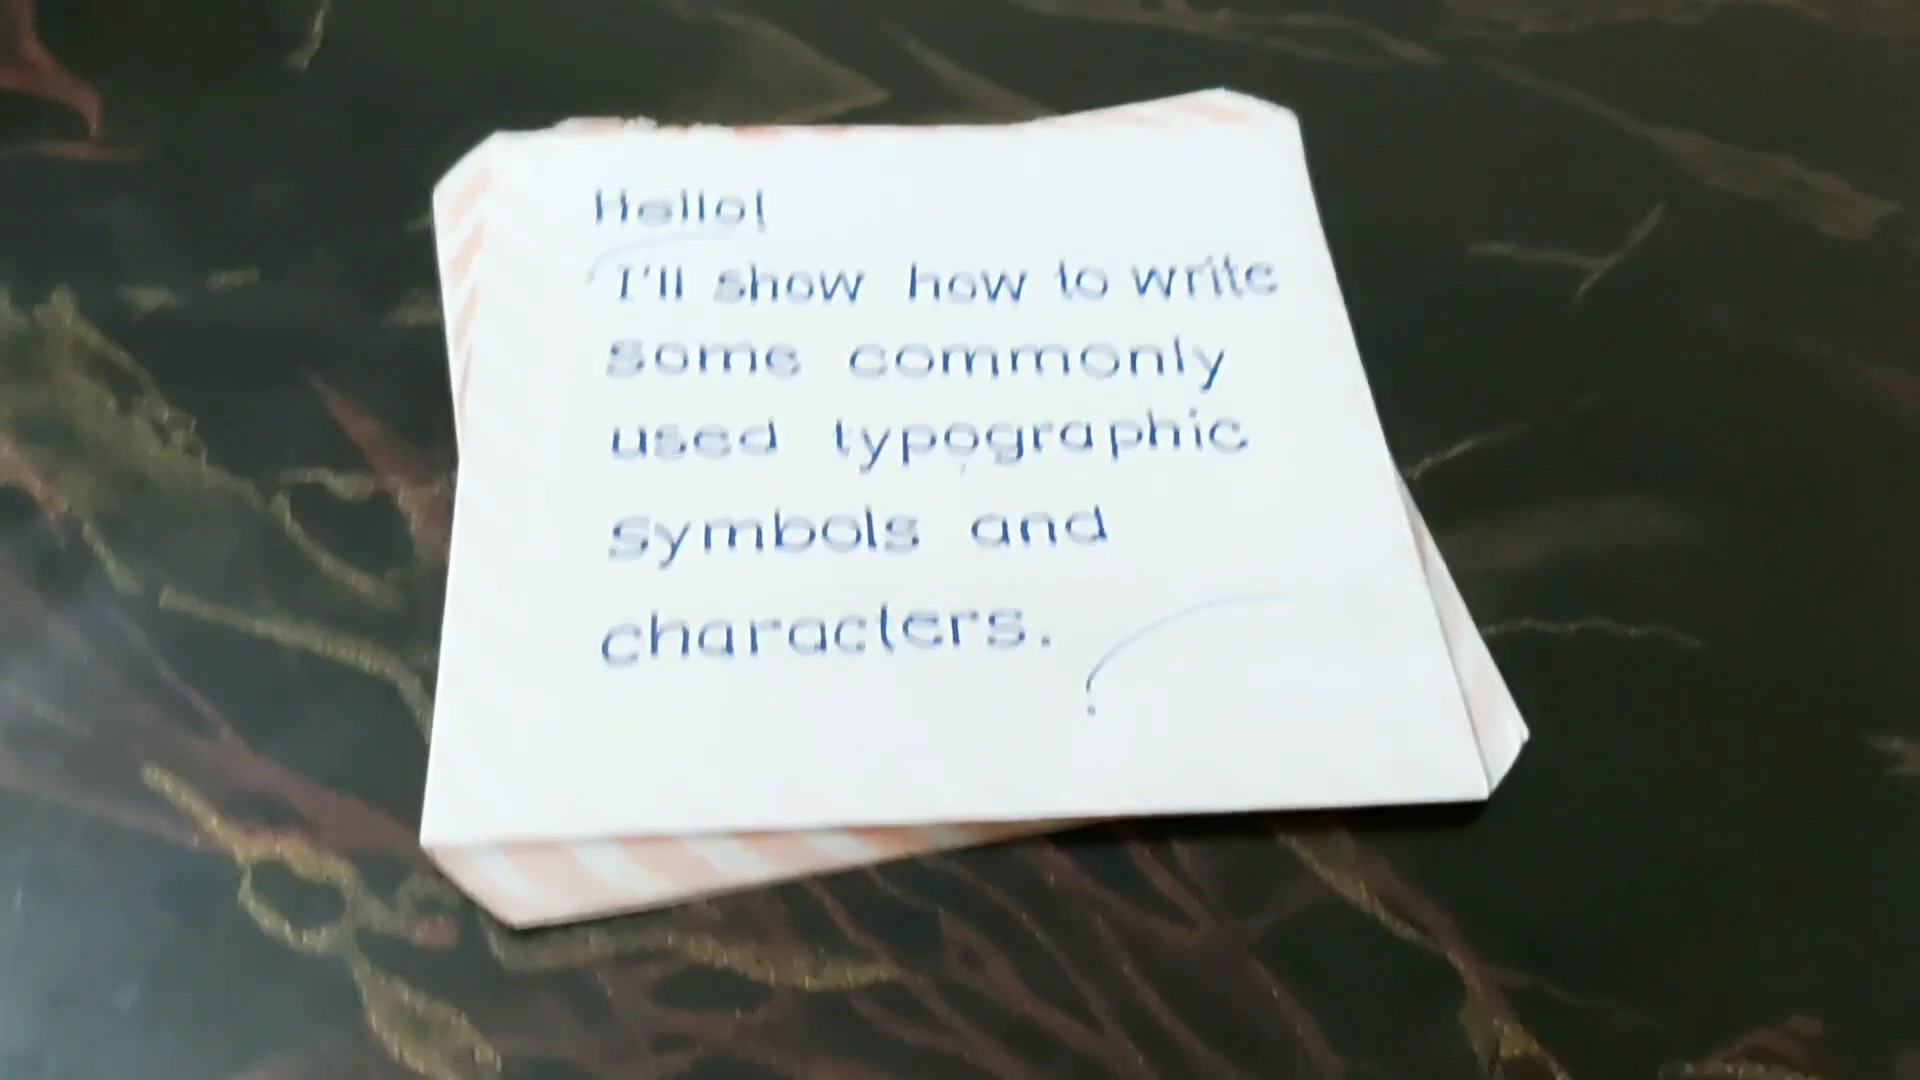 Hello!
I'll show how to write
some commonly
used typographic
symbols and
characters.